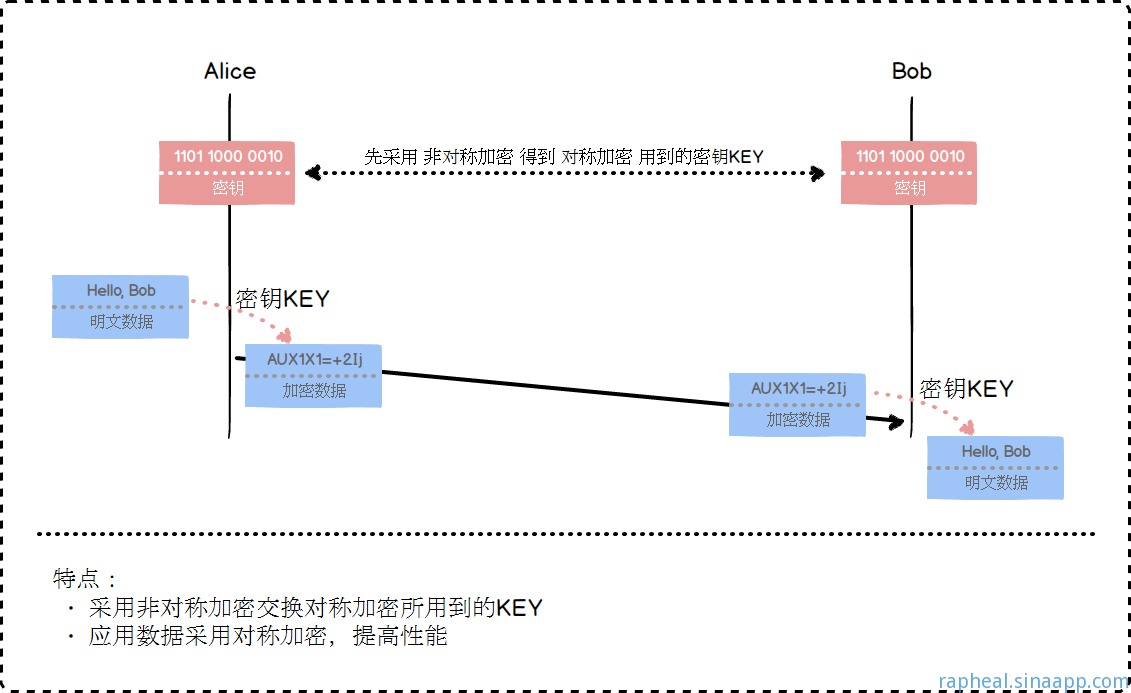 Alice
Bob
1101 1000 0010
密钥
先采用 非对称加密 得到 对称加密 用到的密钥KEY
1101 1000 0010
密钥
Hello, Bob
明文数据
密钥KEY
AUX1X1=+2Ij
加密数据
AUX1X1=+2Ij
加密数据
密钥KEY
Hello, Bob
明文数据
特点：
· 采用非对称加密交换对称加密所用到的KEY
· 应用数据采用对称加密，提高性能
rapheal.sinaapp.com